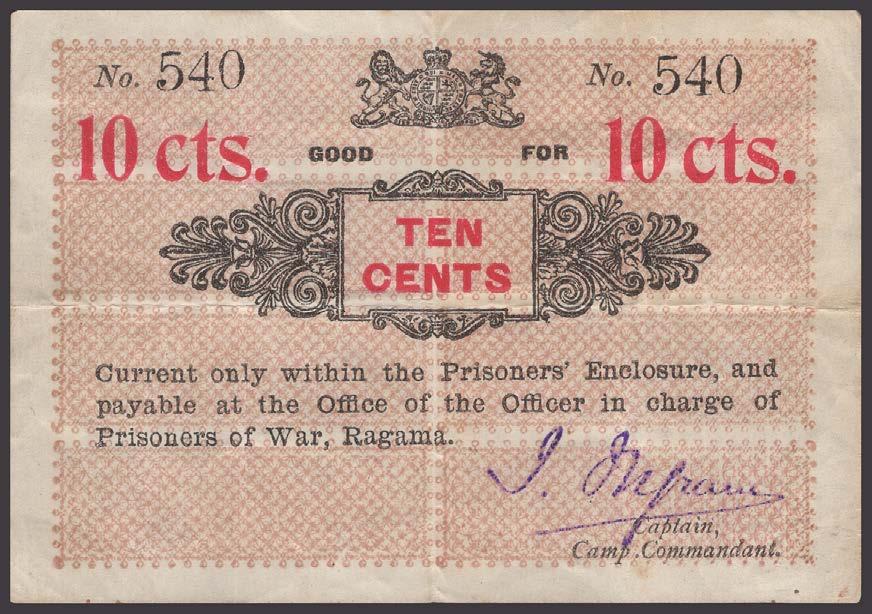 No. 540 No. 540
10 cts. GOOD FOR 10 cts.
TEN
CENTS
Current only within the Prisoners' Enclosure, and
payable at the Office of the Officer in charge of
Prisoners of War, Ragama.
Captain,
Camp Commandant.